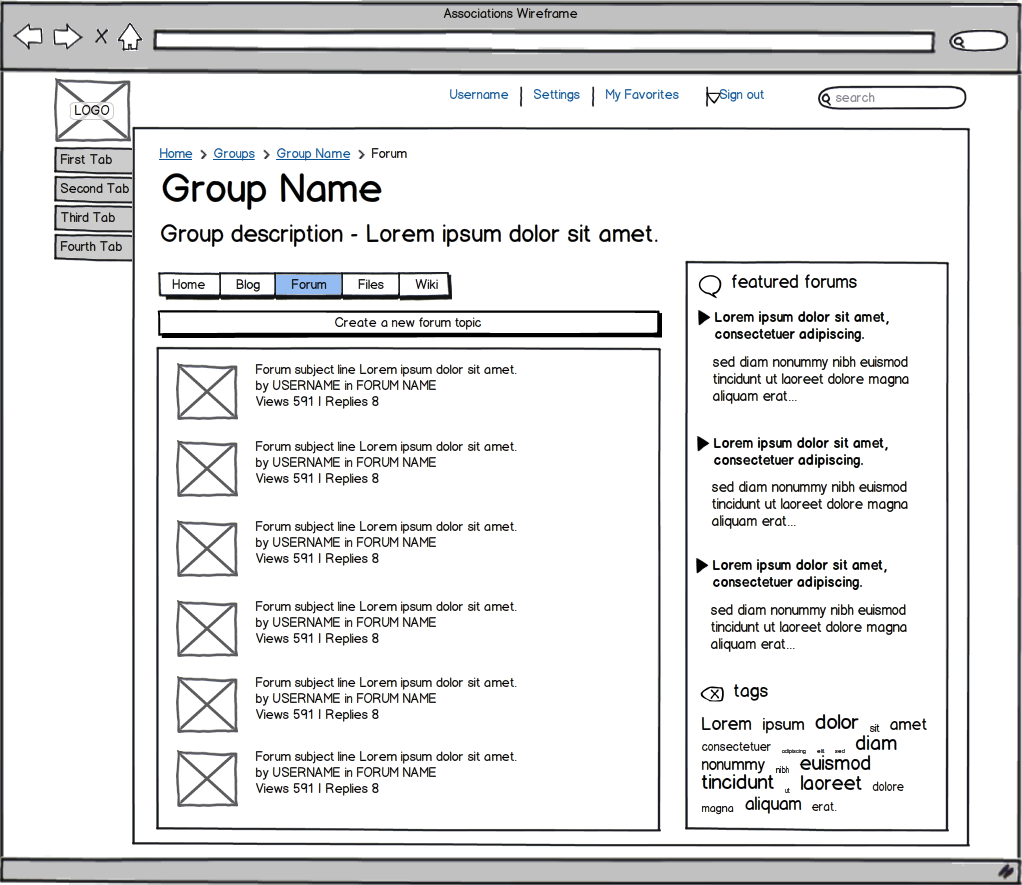 Associations Wireframe
LOGO
Username Settings My Favorites Sign out
search
First Tab
Second Tab
Third Tab
Fourth Tab
Home Groups Group Name Forum
Group Name
Group description - Lorem ipsum dolor sit amet.
Home Blog Forum Files Wiki
Create a new forum topic
Forum subject line Lorem ipsum dolor sit amet.
by USERNAME in FORUM NAME
Views 591 | Replies 8
Forum subject line Lorem ipsum dolor sit amet.
by USERNAME in FORUM NAME
Views 591 | Replies 8
Forum subject line Lorem ipsum dolor sit amet.
by USERNAME in FORUM NAME
Views 591 | Replies 8
Forum subject line Lorem ipsum dolor sit amet.
by USERNAME in FORUM NAME
Views 591 | Replies 8
Forum subject line Lorem ipsum dolor sit amet.
by USERNAME in FORUM NAME
Views 591 | Replies 8
Forum subject line Lorem ipsum dolor sit amet.
by USERNAME in FORUM NAME
Views 591 | Replies 8
featured forums
Lorem ipsum dolor sit amet,
consectetuer adipiscing.
sed diam nonummy nibh euismod
tincidunt ut laoreet dolore magna
aliquam erat...
Lorem ipsum dolor sit amet,
consectetuer adipiscing.
sed diam nonummy nibh euismod
tincidunt ut laoreet dolore magna
aliquam erat...
Lorem ipsum dolor sit amet,
consectetuer adipiscing.
sed diam nonummy nibh euismod
tincidunt ut laoreet dolore magna
aliquam erat...
tags
Lorem ipsum dolor sit amet
consectetuer adipiscing elit sed diam
nonummy nibh euismod
tincidunt ut laoreet dolore
magna aliquam erat.